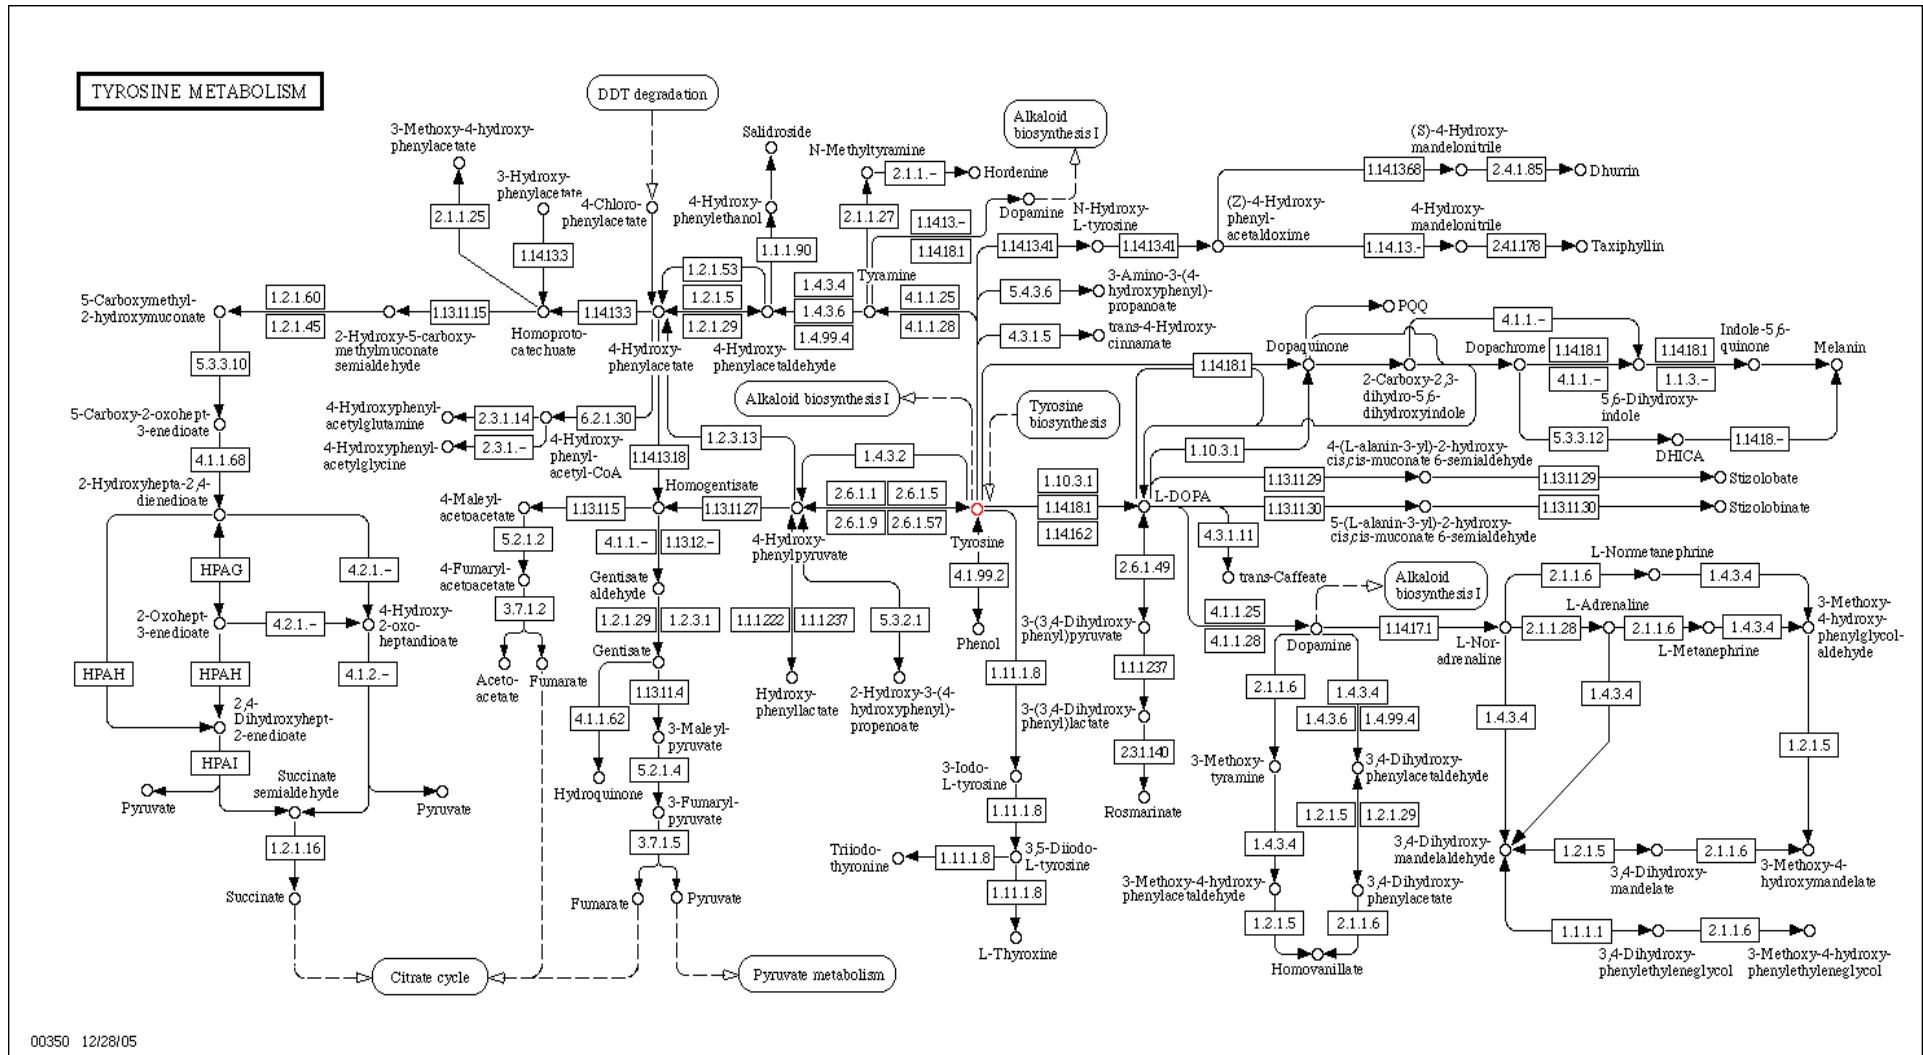 TYROSINE METABOLISM
DDT degradation
Alkaloid
biosynthesis I
3-Methoxy-4-hydroxy-
phenylacetate
Salidroside
N-Methyltyramine
(S)-4-Hydroxy-
mandelonitrile
3-Hydroxy-
phenylacetate
2.1.1.-
Hordenine
1.14.13.68
2.4.1.85
Dhurrin
4-Chloro-
phenylacetate
4-Hydroxy-
phenylethanol
Dopamine
N-Hydroxy-
L-tyrosine
(Z)-4-Hydroxy-
phenyl-
acetaldoxime
4-Hydroxy-
mandelonitrile
2.1.1.25
2.1.1.27
1.14.13.-
1.14.18.1
1.14.13.41
1.14.13.41
1.14.13.-
2.4.1.178
Taxiphyllin
1.14.13.3
1.1.1.90
1.2.1.53
Tyramine
3-Amino-3-(4-
hydroxyphenyl)-
propanoate
5-Carboxymethyl-
2-hydroxymuconate
1.2.1.60
1.2.1.45
1.13.11.15
1.14.13.3
1.2.1.5
1.2.1.29
1.4.3.4
1.4.3.6
1.4.99.4
4.1.1.25
4.1.1.28
5.4.3.6
PQQ
4.1.1.-
2-Hydroxy-5-carboxy-
methylmuconate
semialdehyde
Homoproto-
catechuate
4-Hydroxy-
phenylacetate
4-Hydroxy-
phenylacetaldehyde
4.3.1.5
trans-4-Hydroxy-
cinnamate
Dopaquinone
Dopachrome
1.14.18.1
4.1.1.-
1.14.18.1
1.1.3.-
Indole-5,6-
quinone
Melanin
5.3.3.10
1.14.18.1
2-Carboxy-2,3-
dihydro-5,6-
dihydroxyindole
5,6-Dihydroxy-
indole
Alkaloid biosynthesis I
Tyrosine
biosynthesis
5-Carboxy-2-oxohept-
3-enedioate
4-Hydroxyphenyl-
acetylglutamine
2.3.1.14
6.2.1.30
4-Hydroxyphenyl-
acetylglycine
2.3.1.-
4-Hydroxy-
phenyl-
acetyl-CoA
1.2.3.13
1.10.3.1
5.3.3.12
DHICA
1.14.18.-
4.1.1.68
1.14.13.18
1.4.3.2
4-(L-alanin-3-yl)-2-hydroxy-
cis,cis-muconate 6-semialdehyde
2-Hydroxyhepta-2,4-
dienedioate
4-Maleyl-
acetoacetate
1.13.11.5
Homogentisate
1.13.11.27
2.6.1.1
2.6.1.5
2.6.1.9
2.6.1.57
1.10.3.1
1.14.18.1
1.14.16.2
L-DOPA
1.13.11.29
1.13.11.29
Stizolobate
1.13.11.30
1.13.11.30
Stizolobinate
5-(L-alanin-3-yl)-2-hydroxy-
cis,cis-muconate 6-semialdehyde
5.2.1.2
4.1.1.-
1.13.12.-
4-Hydroxy-
phenylpyruvate
Tyrosine
4.3.1.11
trans-Caffeate
HPAG
4.2.1.-
4-Fumaryl-
acetoacetate
Gentisate
aldehyde
4.1.99.2
2.6.1.49
Alkaloid
biosynthesis I
L-Normetanephrine
2.1.1.6
1.4.3.4
2-Oxohept-
3-enedioate
4.2.1.-
4-Hydroxy-
2-oxo-
heptandioate
3.7.1.2
1.2.1.29
1.2.3.1
1.1.1.222
1.1.1.237
5.3.2.1
Phenol
3-(3,4-Dihydroxy-
phenyl)pyruvate
4.1.1.25
4.1.1.28
Dopamine
1.14.17.1
L-Nor-
adrenaline
L-Adrenaline
2.1.1.28
2.1.1.6
1.4.3.4
L-Metanephrine
3-Methoxy-
4-hydroxy-
phenylglycol-
aldehyde
HPAH
HPAH
4.1.2.-
Aceto-
acetate
Fumarate
Gentisate
1.13.11.4
Hydroxy-
phenyllactate
2-Hydroxy-3-(4-
hydroxyphenyl)-
propenoate
1.11.1.8
1.1.1.237
2.1.1.6
1.4.3.4
1.4.3.6
1.4.99.4
1.4.3.4
1.4.3.4
2,4-
Dihydroxyhept-
2-enedioate
4.1.1.62
3-Maleyl-
pyruvate
3-(3,4-Dihydroxy-
phenyl)lactate
2.3.1.140
1.2.1.5
HPAI
Succinate
semialdehyde
5.2.1.4
Hydroquinone
3-Iodo-
L-tyrosine
3-Methoxy-
tyramine
3,4-Dihydroxy-
phenylacetaldehyde
Pyruvate
Pyruvate
3-Fumaryl-
pyruvate
Rosmarinate
1.11.1.8
1.2.1.5
1.2.1.29
1.2.1.16
3.7.1.5
Triiodo-
thyronine
1.11.1.8
3,5-Diiodo-
L-tyrosine
1.4.3.4
3,4-Dihydroxy-
mandelaldehyde
1.2.1.5
3,4-Dihydroxy-
mandelate
2.1.1.6
3-Methoxy-4-
hydroxymandelate
Succinate
Fumarate
Pyruvate
1.11.1.8
3-Methoxy-4-hydroxy-
phenylacetaldehyde
3,4-Dihydroxy-
phenylacetate
1.2.1.5
2.1.1.6
1.1.1.1
2.1.1.6
L-Thyroxine
Homovanillate
3,4-Dihydroxy-
phenylethyleneglycol
3-Methoxy-4-hydroxy-
phenylethyleneglycol
Citrate cycle
Pyruvate metabolism
00350 12/28/05